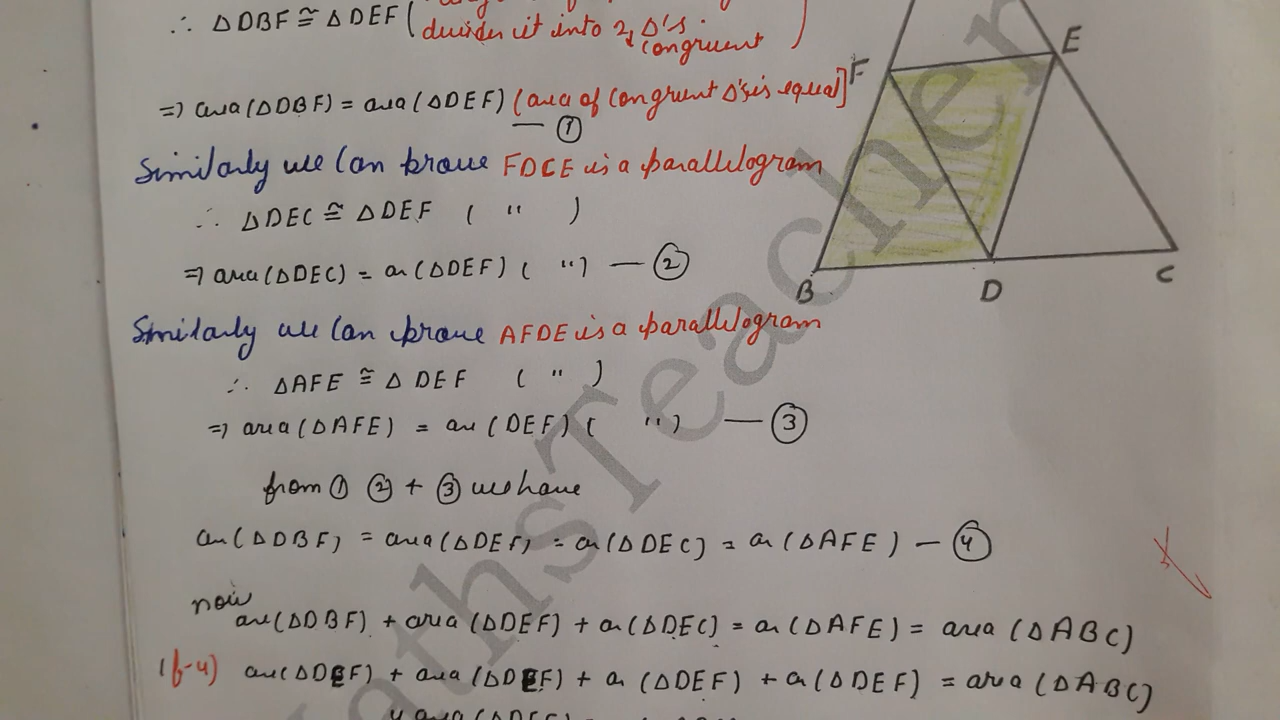 ∴ ΔDBF ≅ ΔDEF (
divides it into 2 Δ's.
congruent )
=> area(ΔDBF) = area(ΔDEF) (area of congruent Δ's is equal]
— ①
Similarly we can prove FDCE is a parallelogram
∴ ΔDEC ≅ ΔDEF ( " )
=> area(ΔDEC) = ar(ΔDEF) ( " ) — ②
Similarly we can prove AFDE is a parallelogram
∴ ΔAFE ≅ ΔDEF ( " )
=> area(ΔAFE) = ar(DEF) ( " ) — ③
from ① ② + ③ we have
ar(ΔDBF) = area(ΔDEF) = ar(ΔDEC) = ar(ΔAFE) — ④
now
are(ΔDBF) + area(ΔDEF) + ar(ΔDEC) = ar(ΔAFE) = area(ΔABC)
(f-4) are(ΔDEF) + area(ΔDEF) + ar(ΔDEF) + ar(ΔDEF) = area(ΔABC)
F
E
B
D
C
athsTeacher